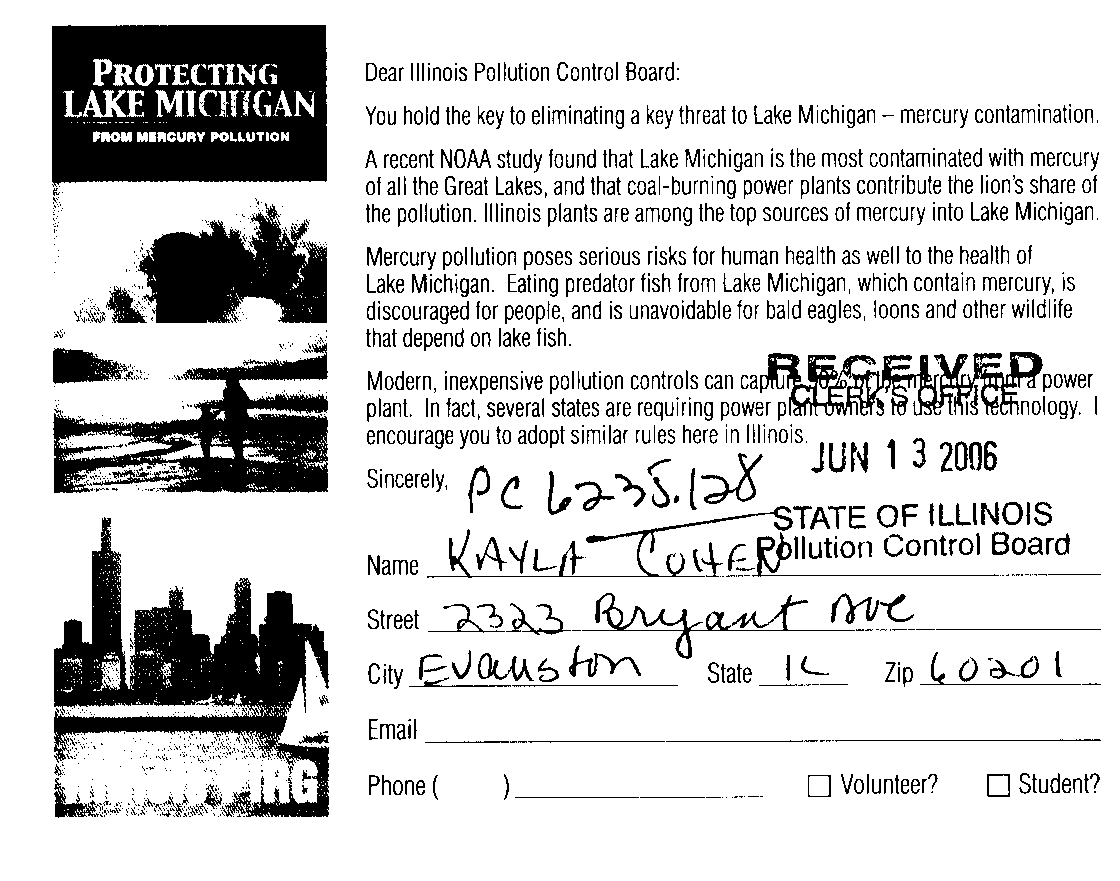 PROTECTING
LAKE MICHIGAN
FROM MERCURY POLLUTION
Dear Illinois Pollution Control Board:
You hold the key to eliminating a key threat to Lake Michigan – mercury contamination.
A recent NOAA study found that Lake Michigan is the most contaminated with mercury
of all the Great Lakes, and that coal-burning power plants contribute the lion's share of
the pollution. Illinois plants are among the top sources of mercury into Lake Michigan.
Mercury pollution poses serious risks for human health as well to the health of
Lake Michigan. Eating predator fish from Lake Michigan, which contain mercury, is
discouraged for people, and is unavoidable for bald eagles, loons and other wildlife
that depend on lake fish.
Modern, inexpensive pollution controls can capture 90% of the mercury from a power
plant. In fact, several states are requiring power plant owners to use this technology. I
encourage you to adopt similar rules here in Illinois.
RECEIVED
CLERK'S OFFICE
JUN 13 2006
STATE OF ILLINOIS
Pollution Control Board
Sincerely,
PC 6235.128
Name KAYLA COHEN
Street 2323 Bryant Ave
City Evanston State IL Zip 60201
Email
Phone ( )
Volunteer? Student?
PIRG